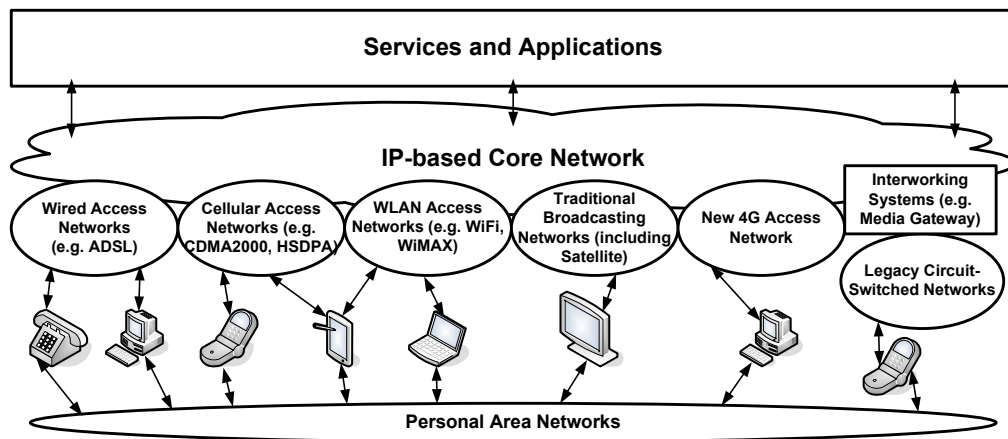 Services and Applications
IP-based Core Network
Wired Access
Networks
(e.g. ADSL)
Cellular Access
Networks (e.g.
CDMA2000, HSDPA)
WLAN Access
Networks (e.g. WiFi,
WiMAX)
Traditional
Broadcasting
Networks (including
Satellite)
New 4G Access
Network
Interworking
Systems (e.g.
Media Gateway)
Legacy Circuit-
Switched Networks
Personal Area Networks